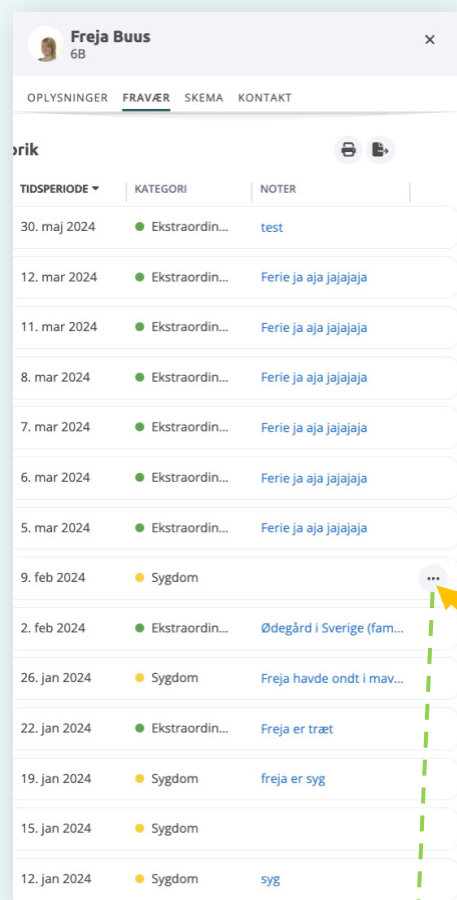 Freja Buus
6B
OPLYSNINGER FRAVÆR SKEMA KONTAKT
orik
TIDSPERIODE KATEGORI NOTER
30. maj 2024 Ekstraordin... test
12. mar 2024 Ekstraordin... Ferie ja aja jajajaja
11. mar 2024 Ekstraordin... Ferie ja aja jajajaja
8. mar 2024 Ekstraordin... Ferie ja aja jajajaja
7. mar 2024 Ekstraordin... Ferie ja aja jajajaja
6. mar 2024 Ekstraordin... Ferie ja aja jajajaja
5. mar 2024 Ekstraordin... Ferie ja aja jajajaja
9. feb 2024 Sygdom
2. feb 2024 Ekstraordin... Ødegård i Sverige (fam...
26. jan 2024 Sygdom Freja havde ondt i mav...
22. jan 2024 Ekstraordin... Freja er træt
19. jan 2024 Sygdom freja er syg
15. jan 2024 Sygdom
12. jan 2024 Sygdom syg